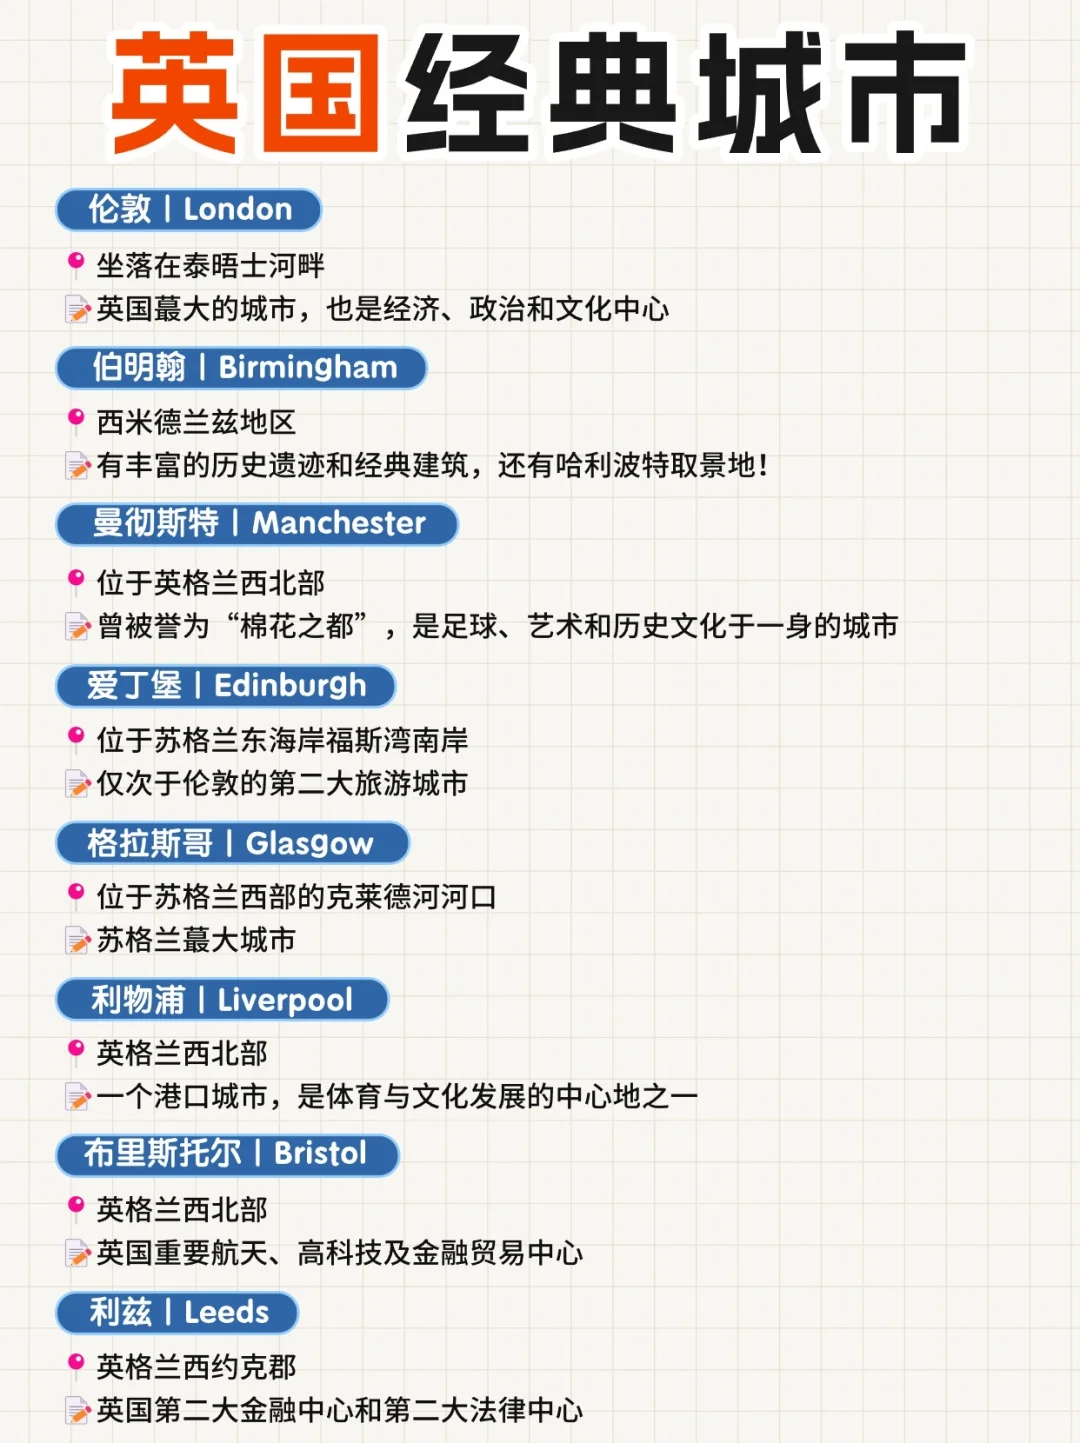 英国经典城市
伦敦 | London
坐落在泰晤士河畔
英国蕞大的城市，也是经济、政治和文化中心
伯明翰 | Birmingham
西米德兰兹地区
有丰富的历史遗迹和经典建筑，还有哈利波特取景地！
曼彻斯特 | Manchester
位于英格兰西北部
曾被誉为“棉花之都”，是足球、艺术和历史文化于一身的城市
爱丁堡 | Edinburgh
位于苏格兰东海岸福斯湾南岸
仅次于伦敦的第二大旅游城市
格拉斯哥 | Glasgow
位于苏格兰西部的克莱德河河口
苏格兰蕞大城市
利物浦 | Liverpool
英格兰西北部
一个港口城市，是体育与文化发展的中心地之一
布里斯托尔 | Bristol
英格兰西北部
英国重要航天、高科技及金融贸易中心
利兹 | Leeds
英格兰西约克郡
英国第二大金融中心和第二大法律中心